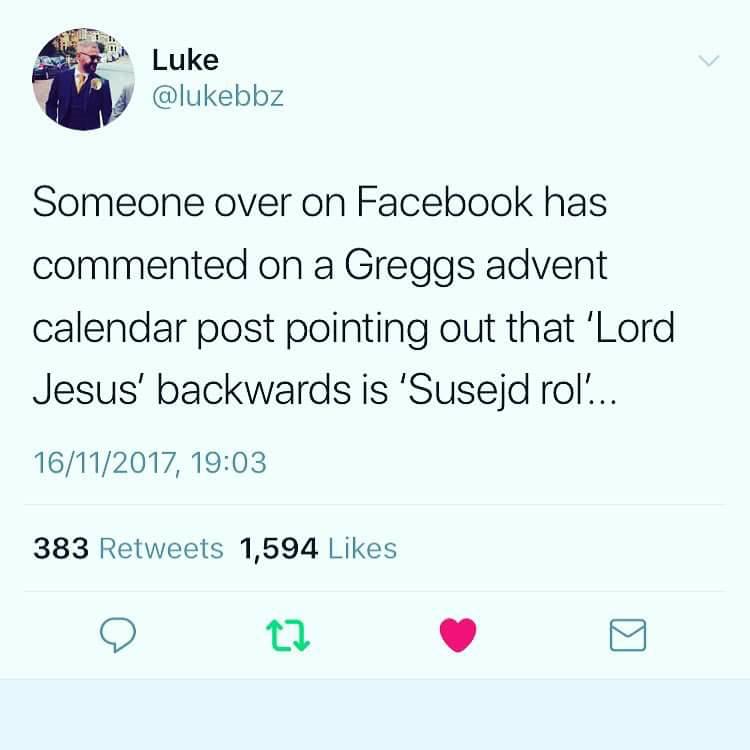 Luke
@lukebbz
Someone over on Facebook has
commented on a Greggs advent
calendar post pointing out that ‘Lord
Jesus’ backwards is ‘Susejd rol’...
16/11/2017, 19:03
383 Retweets 1,594 Likes